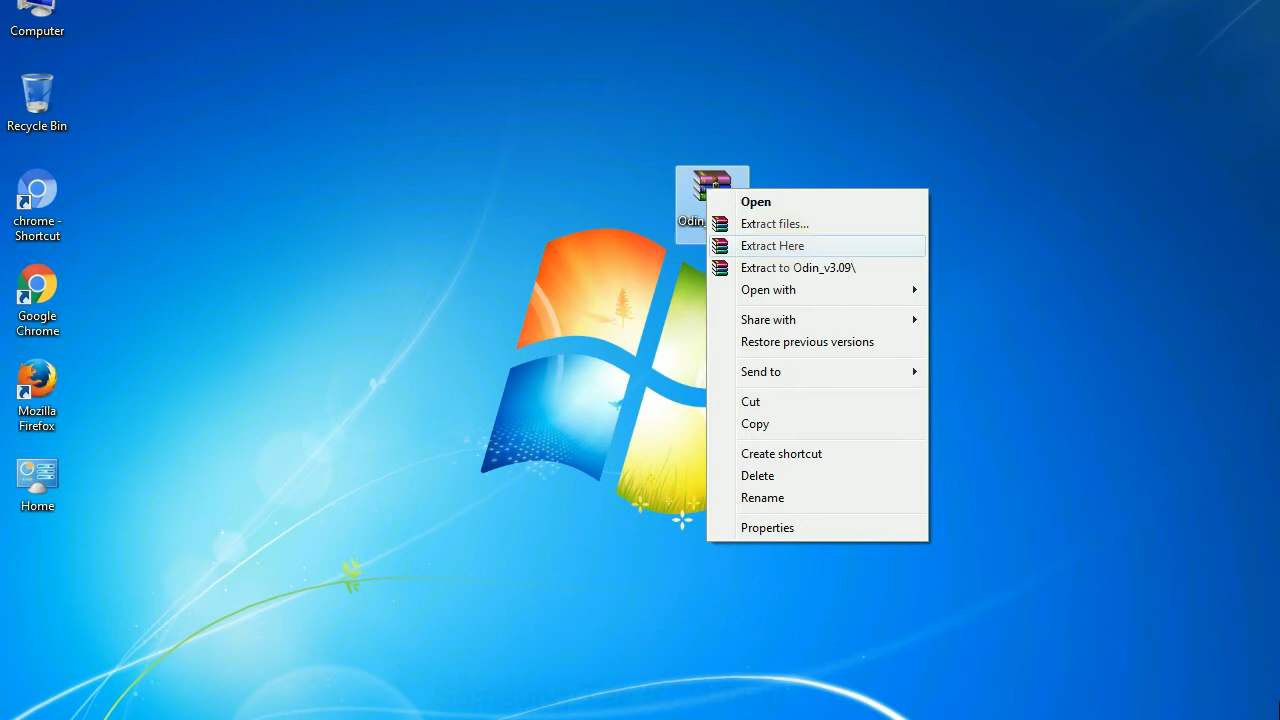 Computer
Recycle Bin
chrome -
Shortcut
Google
Chrome
Mozilla
Firefox
Home
Open
Extract files...
Extract Here
Extract to Odin_v3.09\
Open with
Share with
Restore previous versions
Send to
Cut
Copy
Create shortcut
Delete
Rename
Properties